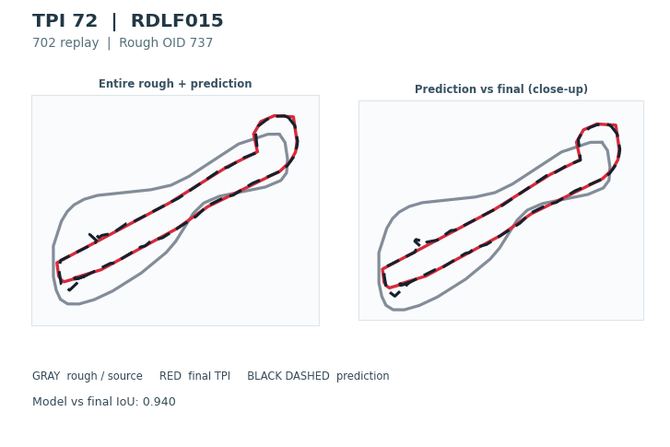 TPI 72 | RDLF015
702 replay | Rough OID 737
Entire rough + prediction
Prediction vs final (close-up)
GRAY rough / source RED final TPI BLACK DASHED prediction
Model vs final IoU: 0.940